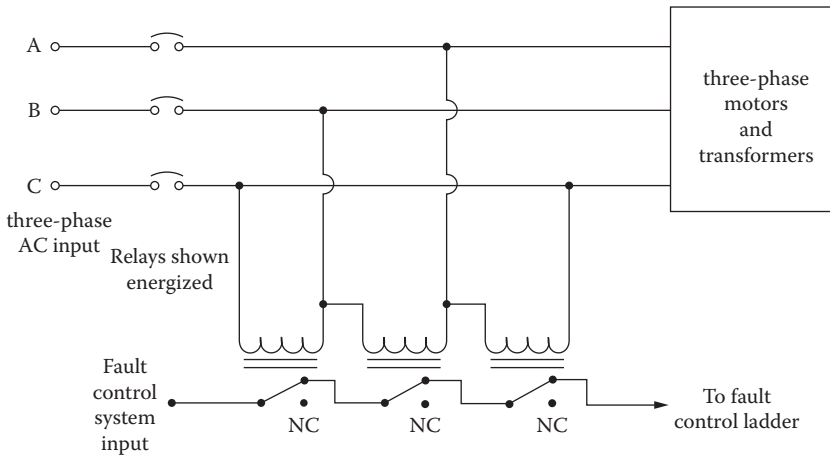 A
B
C
three-phase
AC input
three-phase
motors
and
transformers
Relays shown
energized
Fault
control
system
input
NC
NC
NC
To fault
control ladder